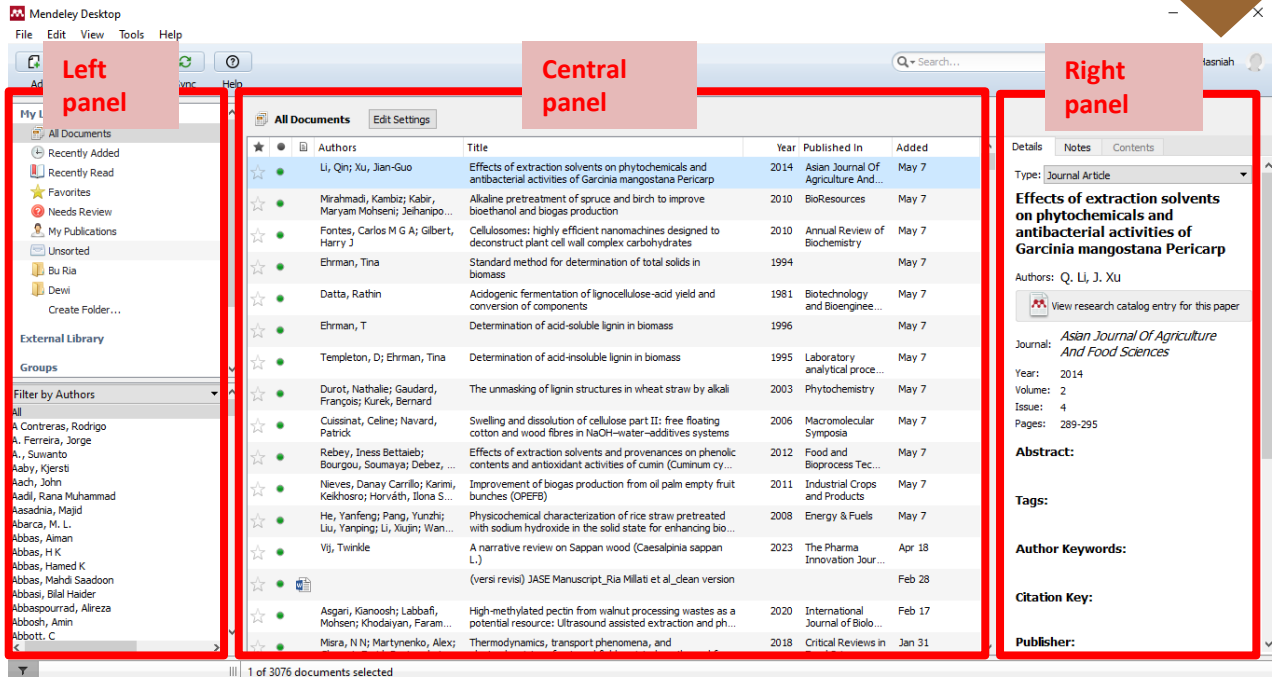 Mendeley Desktop
File Edit View Tools Help
Left
panel
Central
panel
Right
panel
Search...
Hasniah
Help
All Documents
Recently Added
Recently Read
Favorites
Needs Review
My Publications
Unsorted
Bu Ria
Dewi
Create Folder...
External Library
Groups
Filter by Authors
All
A Contreras, Rodrigo
A. Ferreira, Jorge
A., Suwanto
Aaby, Kjersti
Aach, John
Aadil, Rana Muhammad
Aasadnia, Majid
Abarca, M. L.
Abbas, Aiman
Abbas, H K
Abbas, Hamed K
Abbas, Mahdi Saadoon
Abbasi, Bilal Haider
Abbaspourrad, Alireza
Abbosh, Amin
Abbott, C
All Documents Edit Settings
Authors Title Year Published In Added
Li, Qin; Xu, Jian-Guo Effects of extraction solvents on phytochemicals and 2014 Asian Journal Of May 7
antibacterial activities of Garcinia mangostana Pericarp Agriculture And...
Mirahmadi, Kambiz; Kabir, Alkaline pretreatment of spruce and birch to improve 2010 BioResources May 7
Maryam Mohseni; Jeihanipo... bioethanol and biogas production
Fontes, Carlos M G A; Gilbert, Cellulosomes: highly efficient nanomachines designed to 2010 Annual Review of May 7
Harry J deconstruct plant cell wall complex carbohydrates Biochemistry
Ehrman, Tina Standard method for determination of total solids in 1994 May 7
biomass
Datta, Rathin Acidogenic fermentation of lignocellulose-acid yield and 1981 Biotechnology May 7
conversion of components and Bioenginee...
Ehrman, T Determination of acid-soluble lignin in biomass 1996 May 7
Templeton, D; Ehrman, Tina Determination of acid-insoluble lignin in biomass 1995 Laboratory May 7
analytical proce...
Durot, Nathalie; Gaudard, The unmasking of lignin structures in wheat straw by alkali 2003 Phytochemistry May 7
François; Kurek, Bernard
Cuissinat, Celine; Navard, Swelling and dissolution of cellulose part II: free floating 2006 Macromolecular May 7
Patrick cotton and wood fibres in NaOH–water–additives systems Symposia
Rebey, Iness Bettaieb; Effects of extraction solvents and provenances on phenolic 2012 Food and May 7
Bourgou, Soumaya; Debez, ... contents and antioxidant activities of cumin (Cuminum cy... Bioprocess Tec...
Nieves, Danay Carrillo; Karimi, Improvement of biogas production from oil palm empty fruit 2011 Industrial Crops May 7
Keikhosro; Horváth, Ilona S... bunches (OPEFB) and Products
He, Yanfeng; Pang, Yunzhi; Physicochemical characterization of rice straw pretreated 2008 Energy & Fuels May 7
Liu, Yanping; Li, Xiujin; Wan... with sodium hydroxide in the solid state for enhancing bio...
Vij, Twinkle A narrative review on Sappan wood (Caesalpinia sappan 2023 The Pharma Apr 18
L.) Innovation Jour...
(versi revisi) JASE Manuscript_Ria Millati et al_clean version Feb 28
Asgari, Kianoosh; Labbafi, High-methylated pectin from walnut processing wastes as a 2020 International Feb 17
Mohsen; Khodaiyan, Faram... potential resource: Ultrasound assisted extraction and ph... Journal of Biolo...
Misra, N N; Martynenko, Alex; Thermodynamics, transport phenomena, and 2018 Critical Reviews in Jan 31
Details Notes Contents
Type: Journal Article
Effects of extraction solvents
on phytochemicals and
antibacterial activities of
Garcinia mangostana Pericarp
Authors: Q. Li, J. Xu
View research catalog entry for this paper
Journal: Asian Journal Of Agriculture
And Food Sciences
Year: 2014
Volume: 2
Issue: 4
Pages: 289-295
Abstract:
Tags:
Author Keywords:
Citation Key:
Publisher:
1 of 3076 documents selected